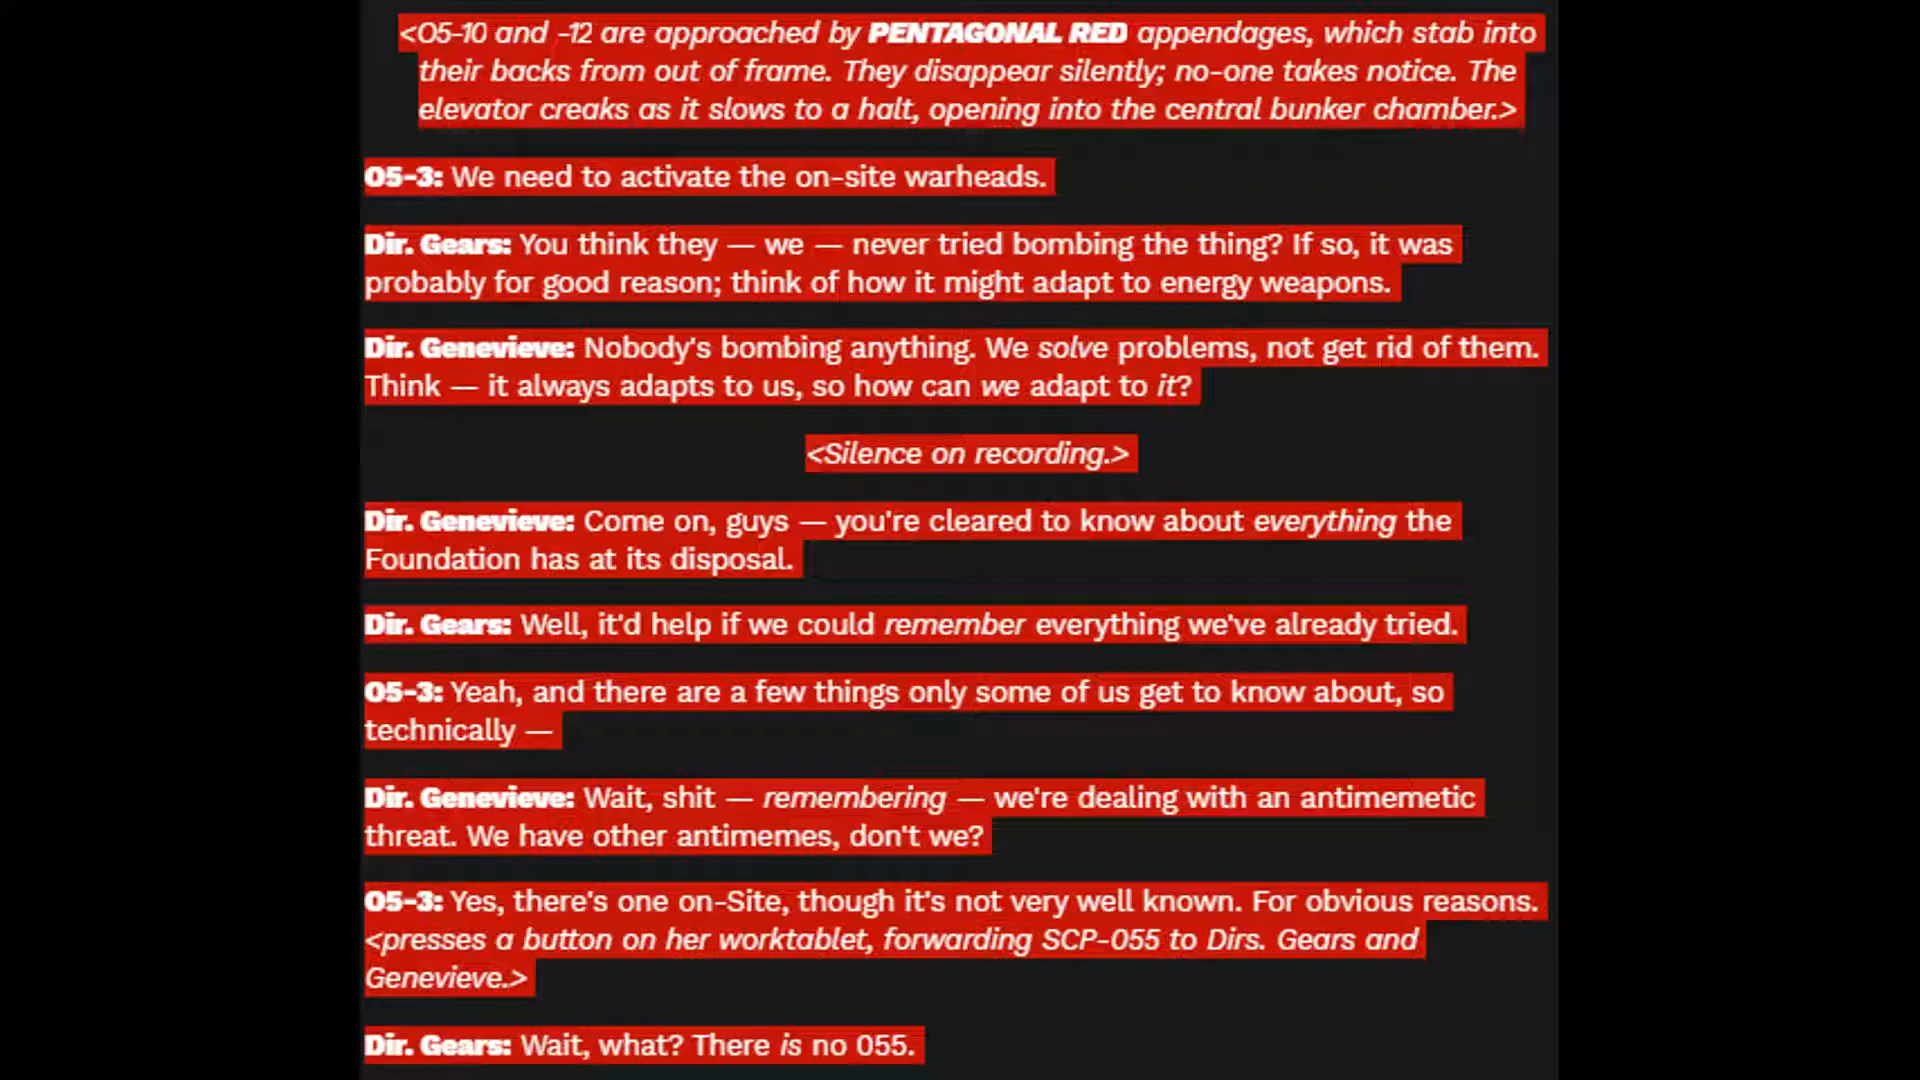 <O5-10 and -12 are approached by PENTAGONAL RED appendages, which stab into
their backs from out of frame. They disappear silently; no-one takes notice. The
elevator creaks as it slows to a halt, opening into the central bunker chamber.>
O5-3: We need to activate the on-site warheads.
Dir. Gears: You think they — we — never tried bombing the thing? If so, it was
probably for good reason; think of how it might adapt to energy weapons.
Dir. Genevieve: Nobody's bombing anything. We solve problems, not get rid of them.
Think — it always adapts to us, so how can we adapt to it?
<Silence on recording.>
Dir. Genevieve: Come on, guys — you're cleared to know about everything the
Foundation has at its disposal.
Dir. Gears: Well, it'd help if we could remember everything we've already tried.
O5-3: Yeah, and there are a few things only some of us get to know about, so
technically —
Dir. Genevieve: Wait, shit — remembering — we're dealing with an antimemetic
threat. We have other antimemes, don't we?
O5-3: Yes, there's one on-Site, though it's not very well known. For obvious reasons.
<presses a button on her worktablet, forwarding SCP-055 to Dirs. Gears and
Genevieve.>
Dir. Gears: Wait, what? There is no 055.